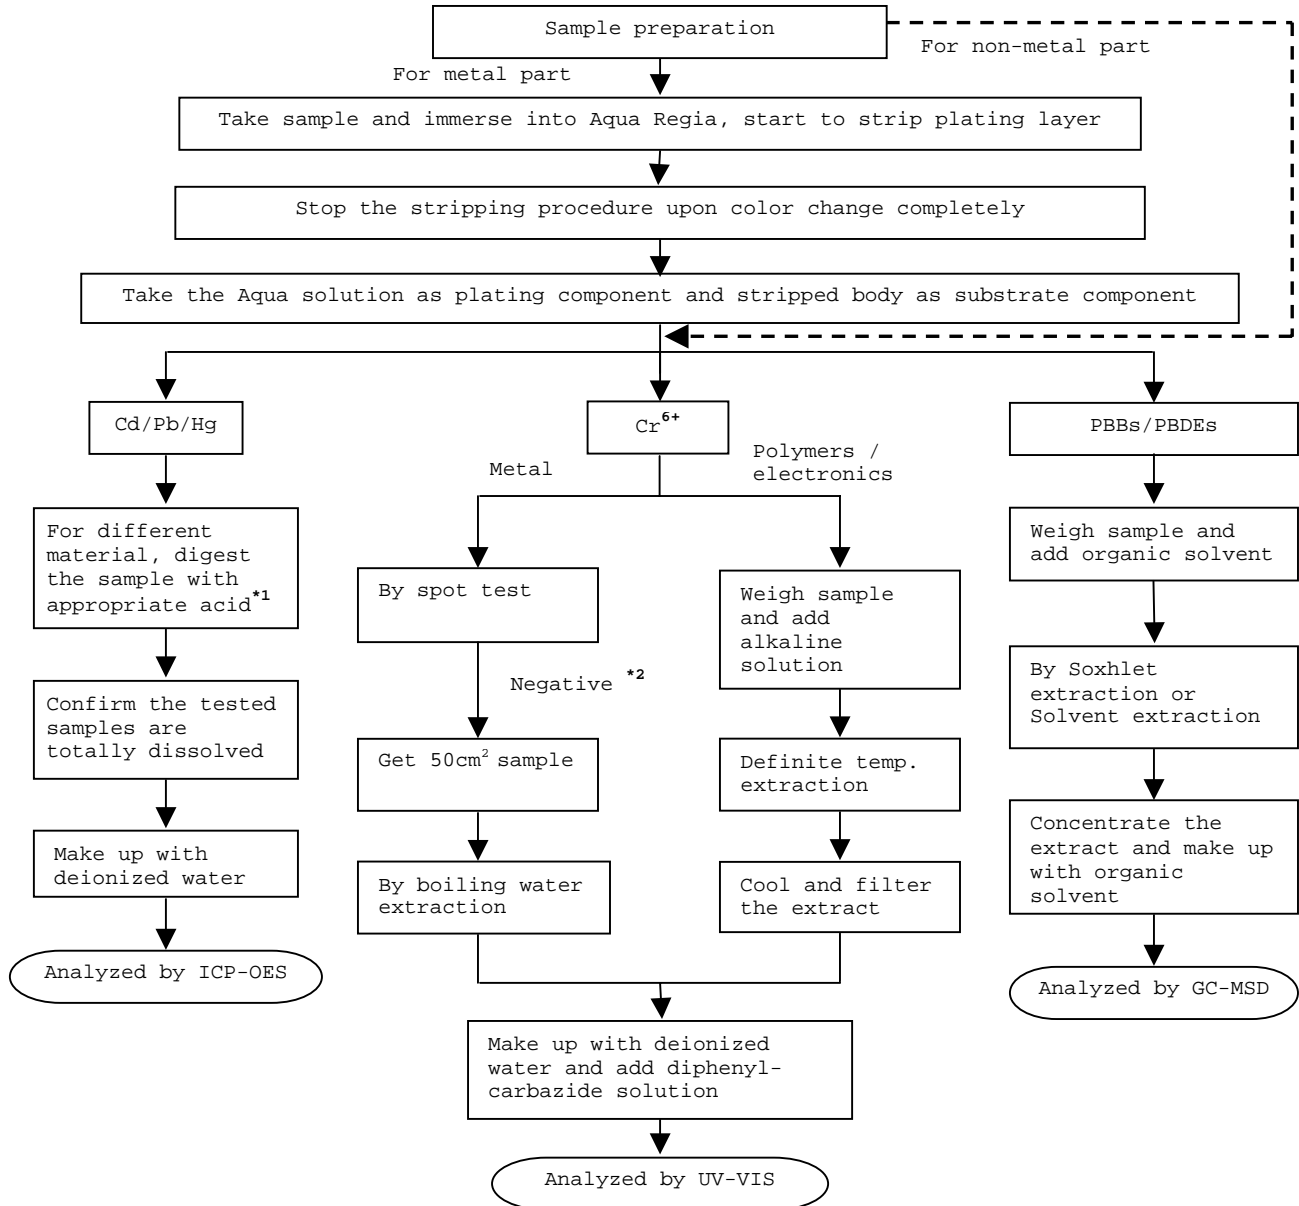 Sample preparation
For non-metal part
For metal part
Take sample and immerse into Aqua Regia, start to strip plating layer
Stop the stripping procedure upon color change completely
Take the Aqua solution as plating component and stripped body as substrate component
Cd/Pb/Hg
For different
material, digest
the sample with
appropriate acid*1
Confirm the tested
samples are
totally dissolved
Make up with
deionized water
Analyzed by ICP-OES
Cr6+
Metal
By spot test
Negative *2
Get 50cm2 sample
By boiling water
extraction
Polymers /
electronics
Weigh sample
and add
alkaline
solution
Definite temp.
extraction
Cool and filter
the extract
Make up with deionized
water and add diphenyl-
carbazide solution
Analyzed by UV-VIS
PBBs/PBDEs
Weigh sample and
add organic solvent
By Soxhlet
extraction or
Solvent extraction
Concentrate the
extract and make up
with organic
solvent
Analyzed by GC-MSD